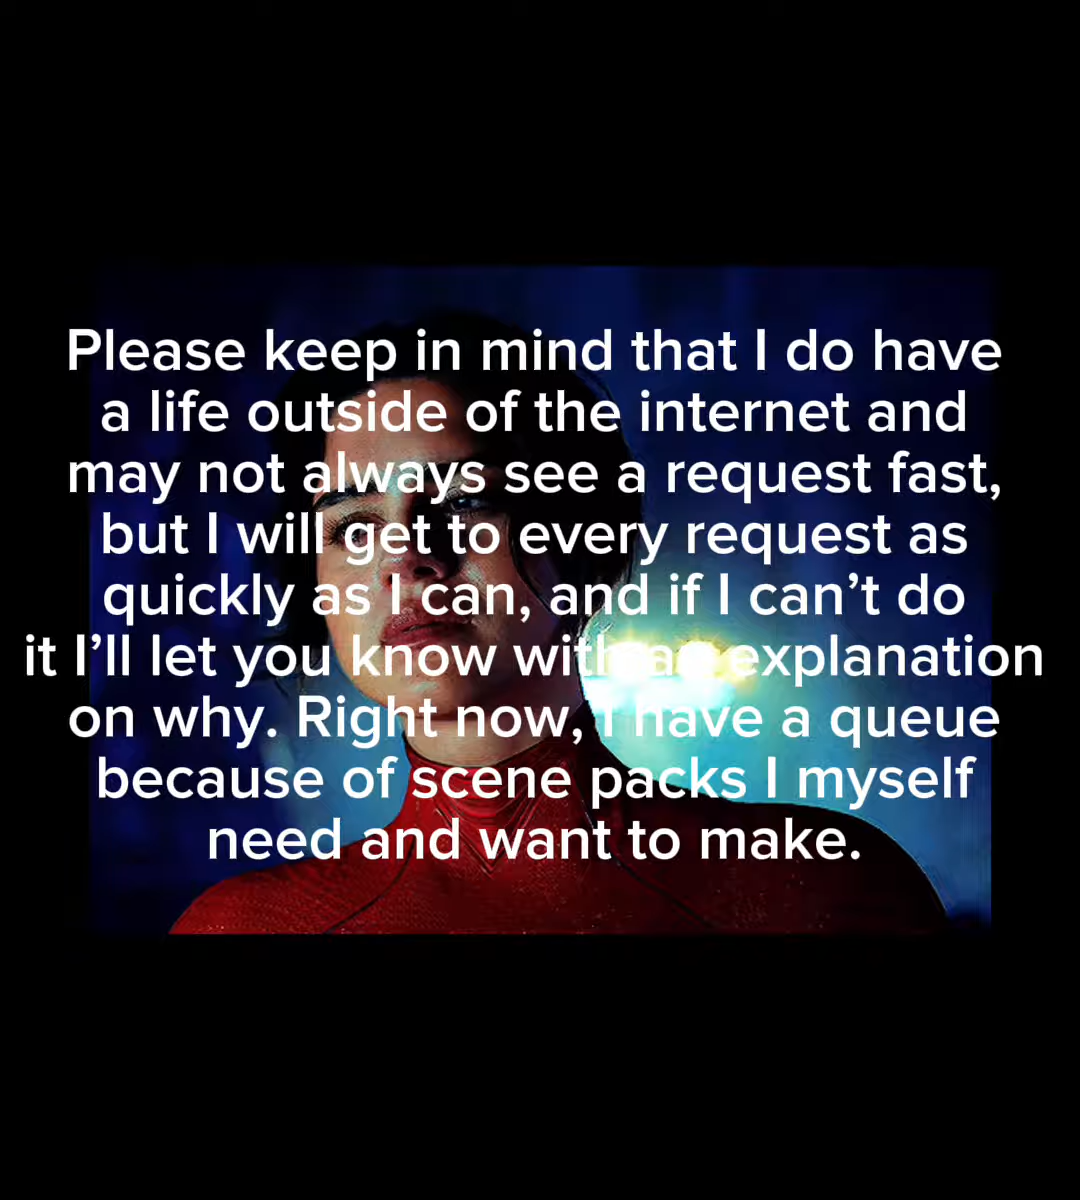 Please keep in mind that I do have
a life outside of the internet and
may not always see a request fast,
but I will get to every request as
quickly as I can, and if I can’t do
it I’ll let you know with an explanation
on why. Right now, I have a queue
because of scene packs I myself
need and want to make.